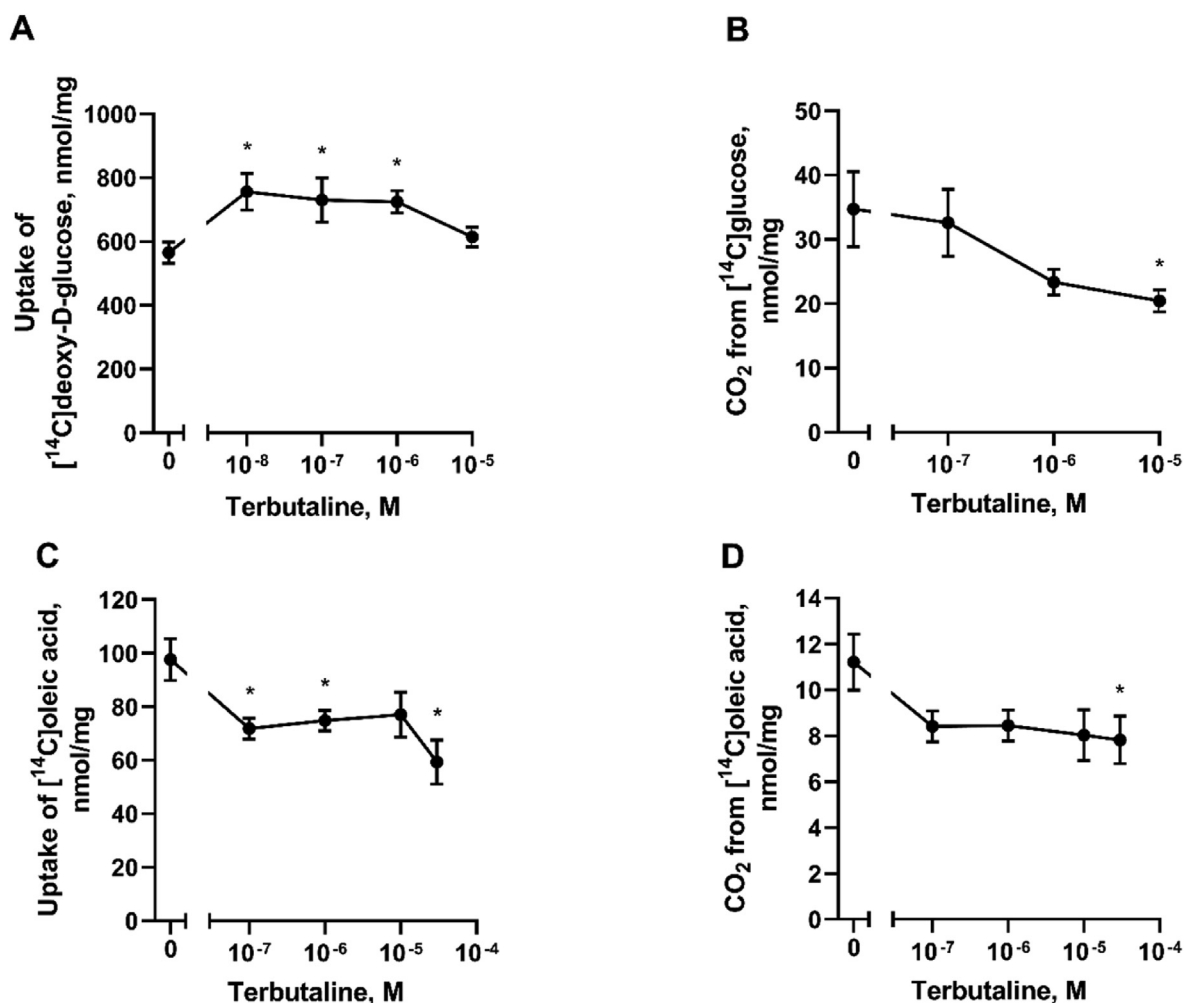 A
Uptake of
[¹⁴C]deoxy-D-glucose, nmol/mg
1000
800
600
400
200
0
* * *
0 10⁻⁸ 10⁻⁷ 10⁻⁶ 10⁻⁵
Terbutaline, M
B
CO₂ from [¹⁴C]glucose,
nmol/mg
50
40
30
20
10
0
*
0 10⁻⁷ 10⁻⁶ 10⁻⁵
Terbutaline, M
C
Uptake of [¹⁴C]oleic acid,
nmol/mg
120
100
80
60
40
20
0
* * *
0 10⁻⁷ 10⁻⁶ 10⁻⁵ 10⁻⁴
Terbutaline, M
D
CO₂ from [¹⁴C]oleic acid,
nmol/mg
14
12
10
8
6
4
2
0
*
0 10⁻⁷ 10⁻⁶ 10⁻⁵ 10⁻⁴
Terbutaline, M